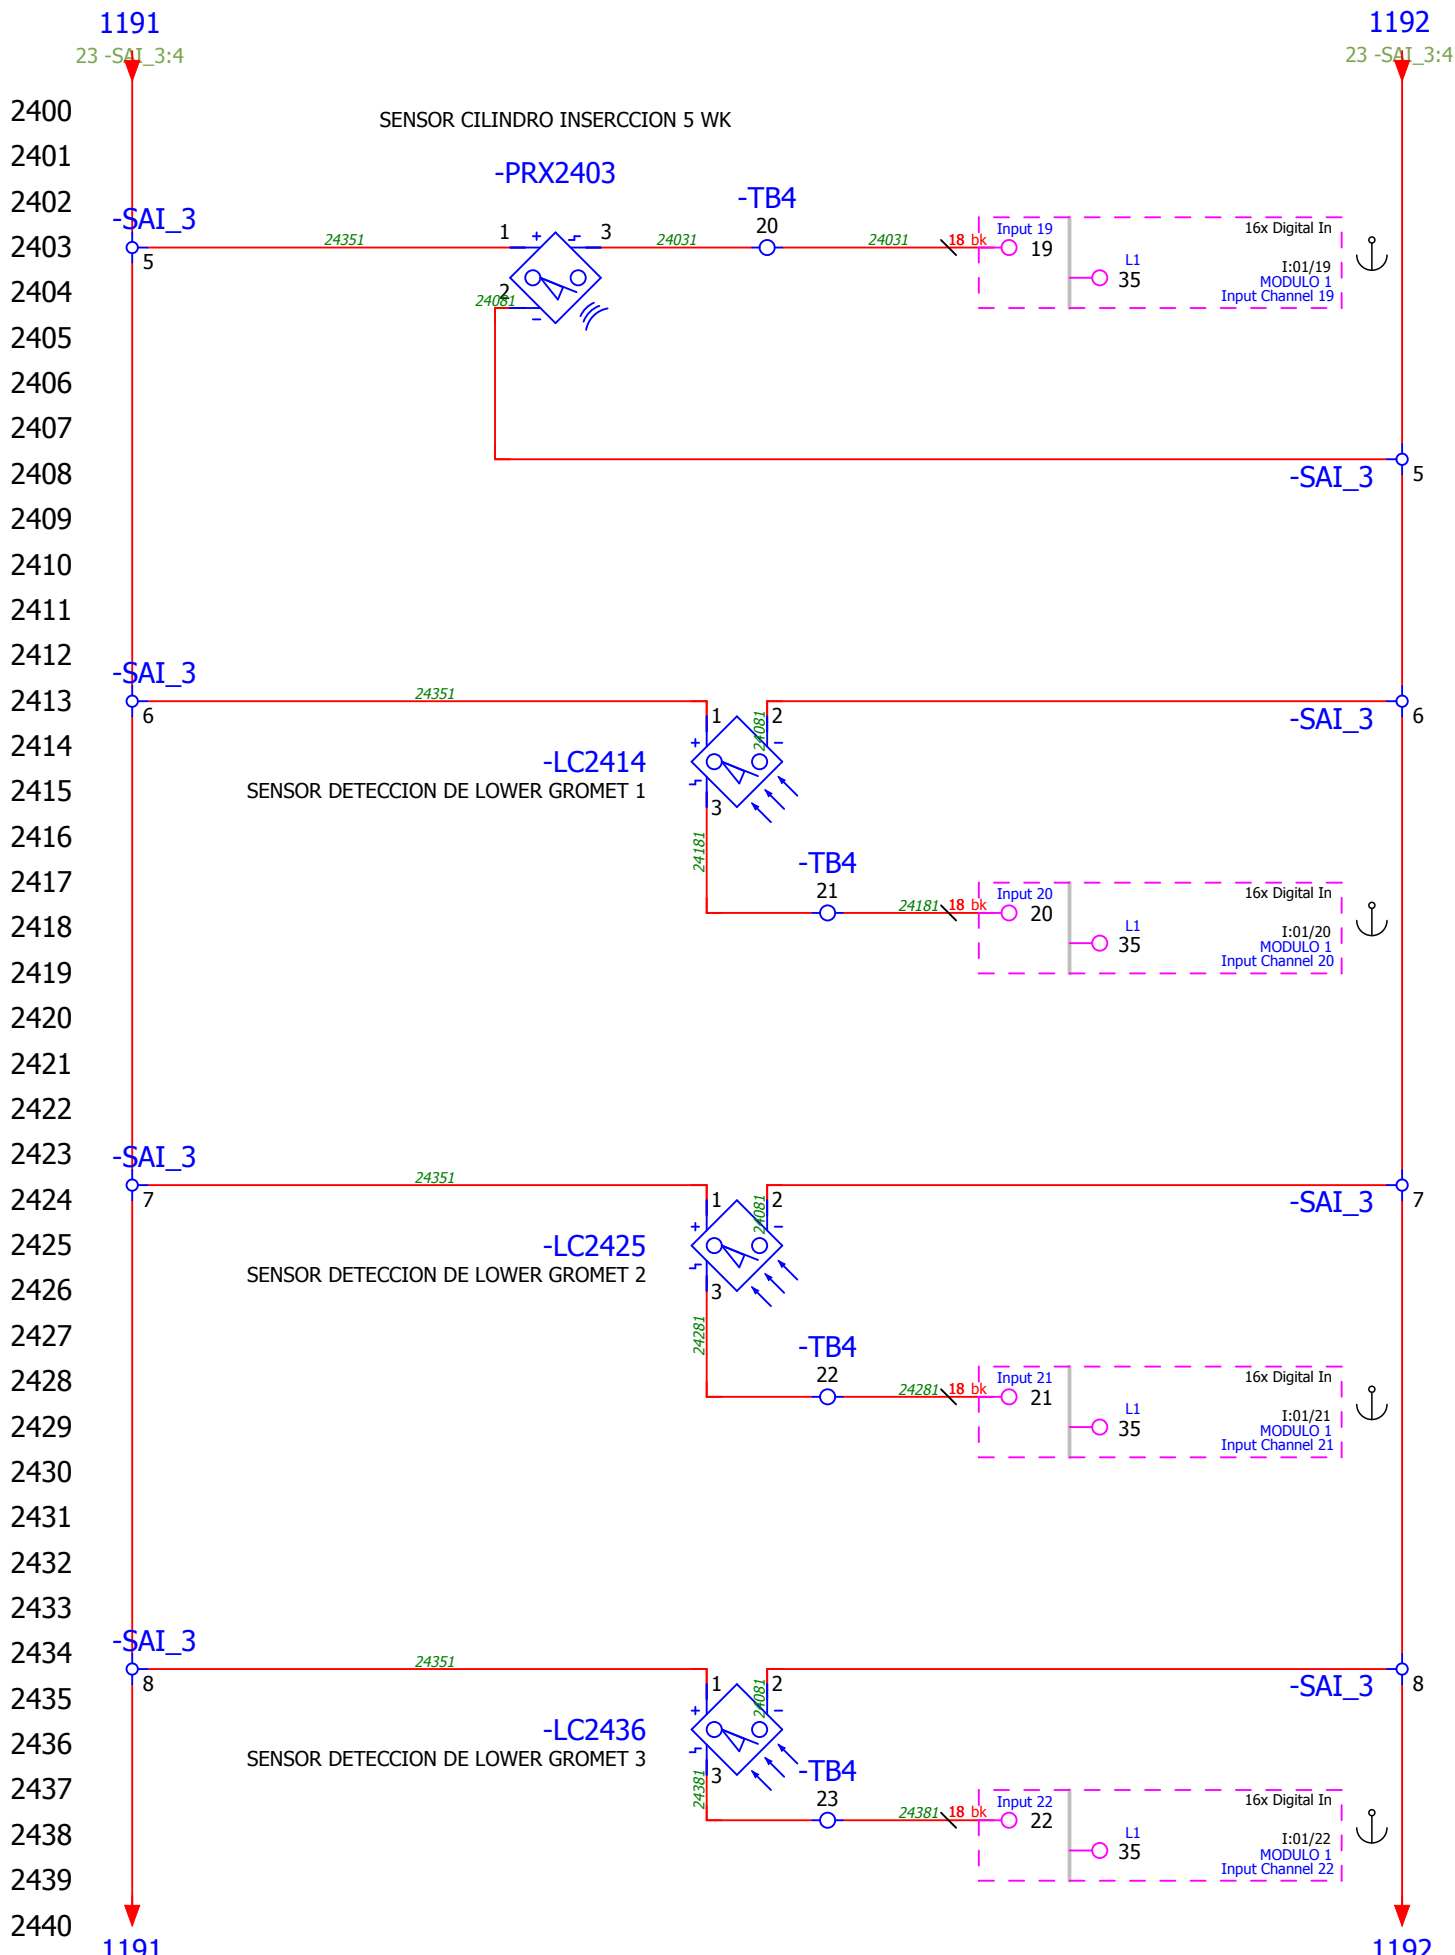 1191
1192
23 -SAI_3:4
23 -SAI_3:4
2400
SENSOR CILINDRO INSERCCION 5 WK
2401
-PRX2403
2402
-TB4
-SAI_3
1
+
3
20
Input 19
16x Digital In
2403
24351
24031
24031
18 bk
19
5
L1
I:01/19
2404
2
35
MODULO 1
24081
-
Input Channel 19
2405
2406
2407
2408
-SAI_3
5
2409
2410
2411
2412
-SAI_3
2413
24351
6
1
24081
2
-SAI_3
6
2414
+
-
-LC2414
2415
SENSOR DETECCION DE LOWER GROMET 1
3
2416
24181
-TB4
2417
21
Input 20
16x Digital In
24181
18 bk
20
2418
L1
I:01/20
35
MODULO 1
Input Channel 20
2419
2420
2421
2422
2423
-SAI_3
24351
2424
7
1
24081
2
-SAI_3
7
+
-
2425
-LC2425
SENSOR DETECCION DE LOWER GROMET 2
2426
3
2427
24281
-TB4
22
2428
Input 21
16x Digital In
24281
18 bk
21
2429
L1
I:01/21
35
MODULO 1
Input Channel 21
2430
2431
2432
2433
2434
-SAI_3
24351
8
1
24081
2
-SAI_3
8
2435
+
-
-LC2436
2436
SENSOR DETECCION DE LOWER GROMET 3
-TB4
3
2437
24381
23
Input 22
16x Digital In
24381
18 bk
22
2438
L1
I:01/22
35
MODULO 1
Input Channel 22
2439
2440
1191
1192